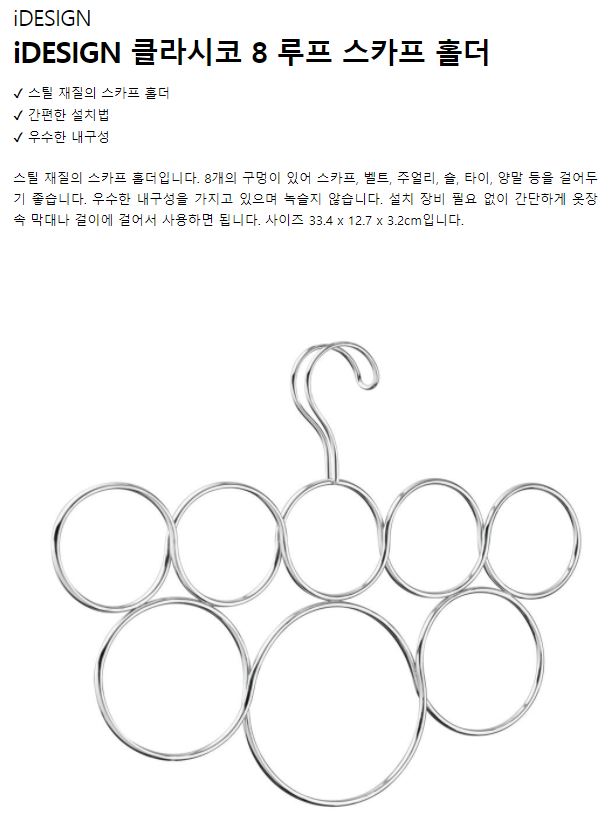 iDESIGN
iDESIGN 클라시코 8 루프 스카프 홀더
✓ 스틸 재질의 스카프 홀더
✓ 간편한 설치법
✓ 우수한 내구성
스틸 재질의 스카프 홀더입니다. 8개의 구멍이 있어 스카프, 벨트, 주얼리, 숄, 타이, 양말 등을 걸어두
기 좋습니다. 우수한 내구성을 가지고 있으며 녹슬지 않습니다. 설치 장비 필요 없이 간단하게 옷장
속 막대나 걸이에 걸어서 사용하면 됩니다. 사이즈 33.4 x 12.7 x 3.2cm입니다.